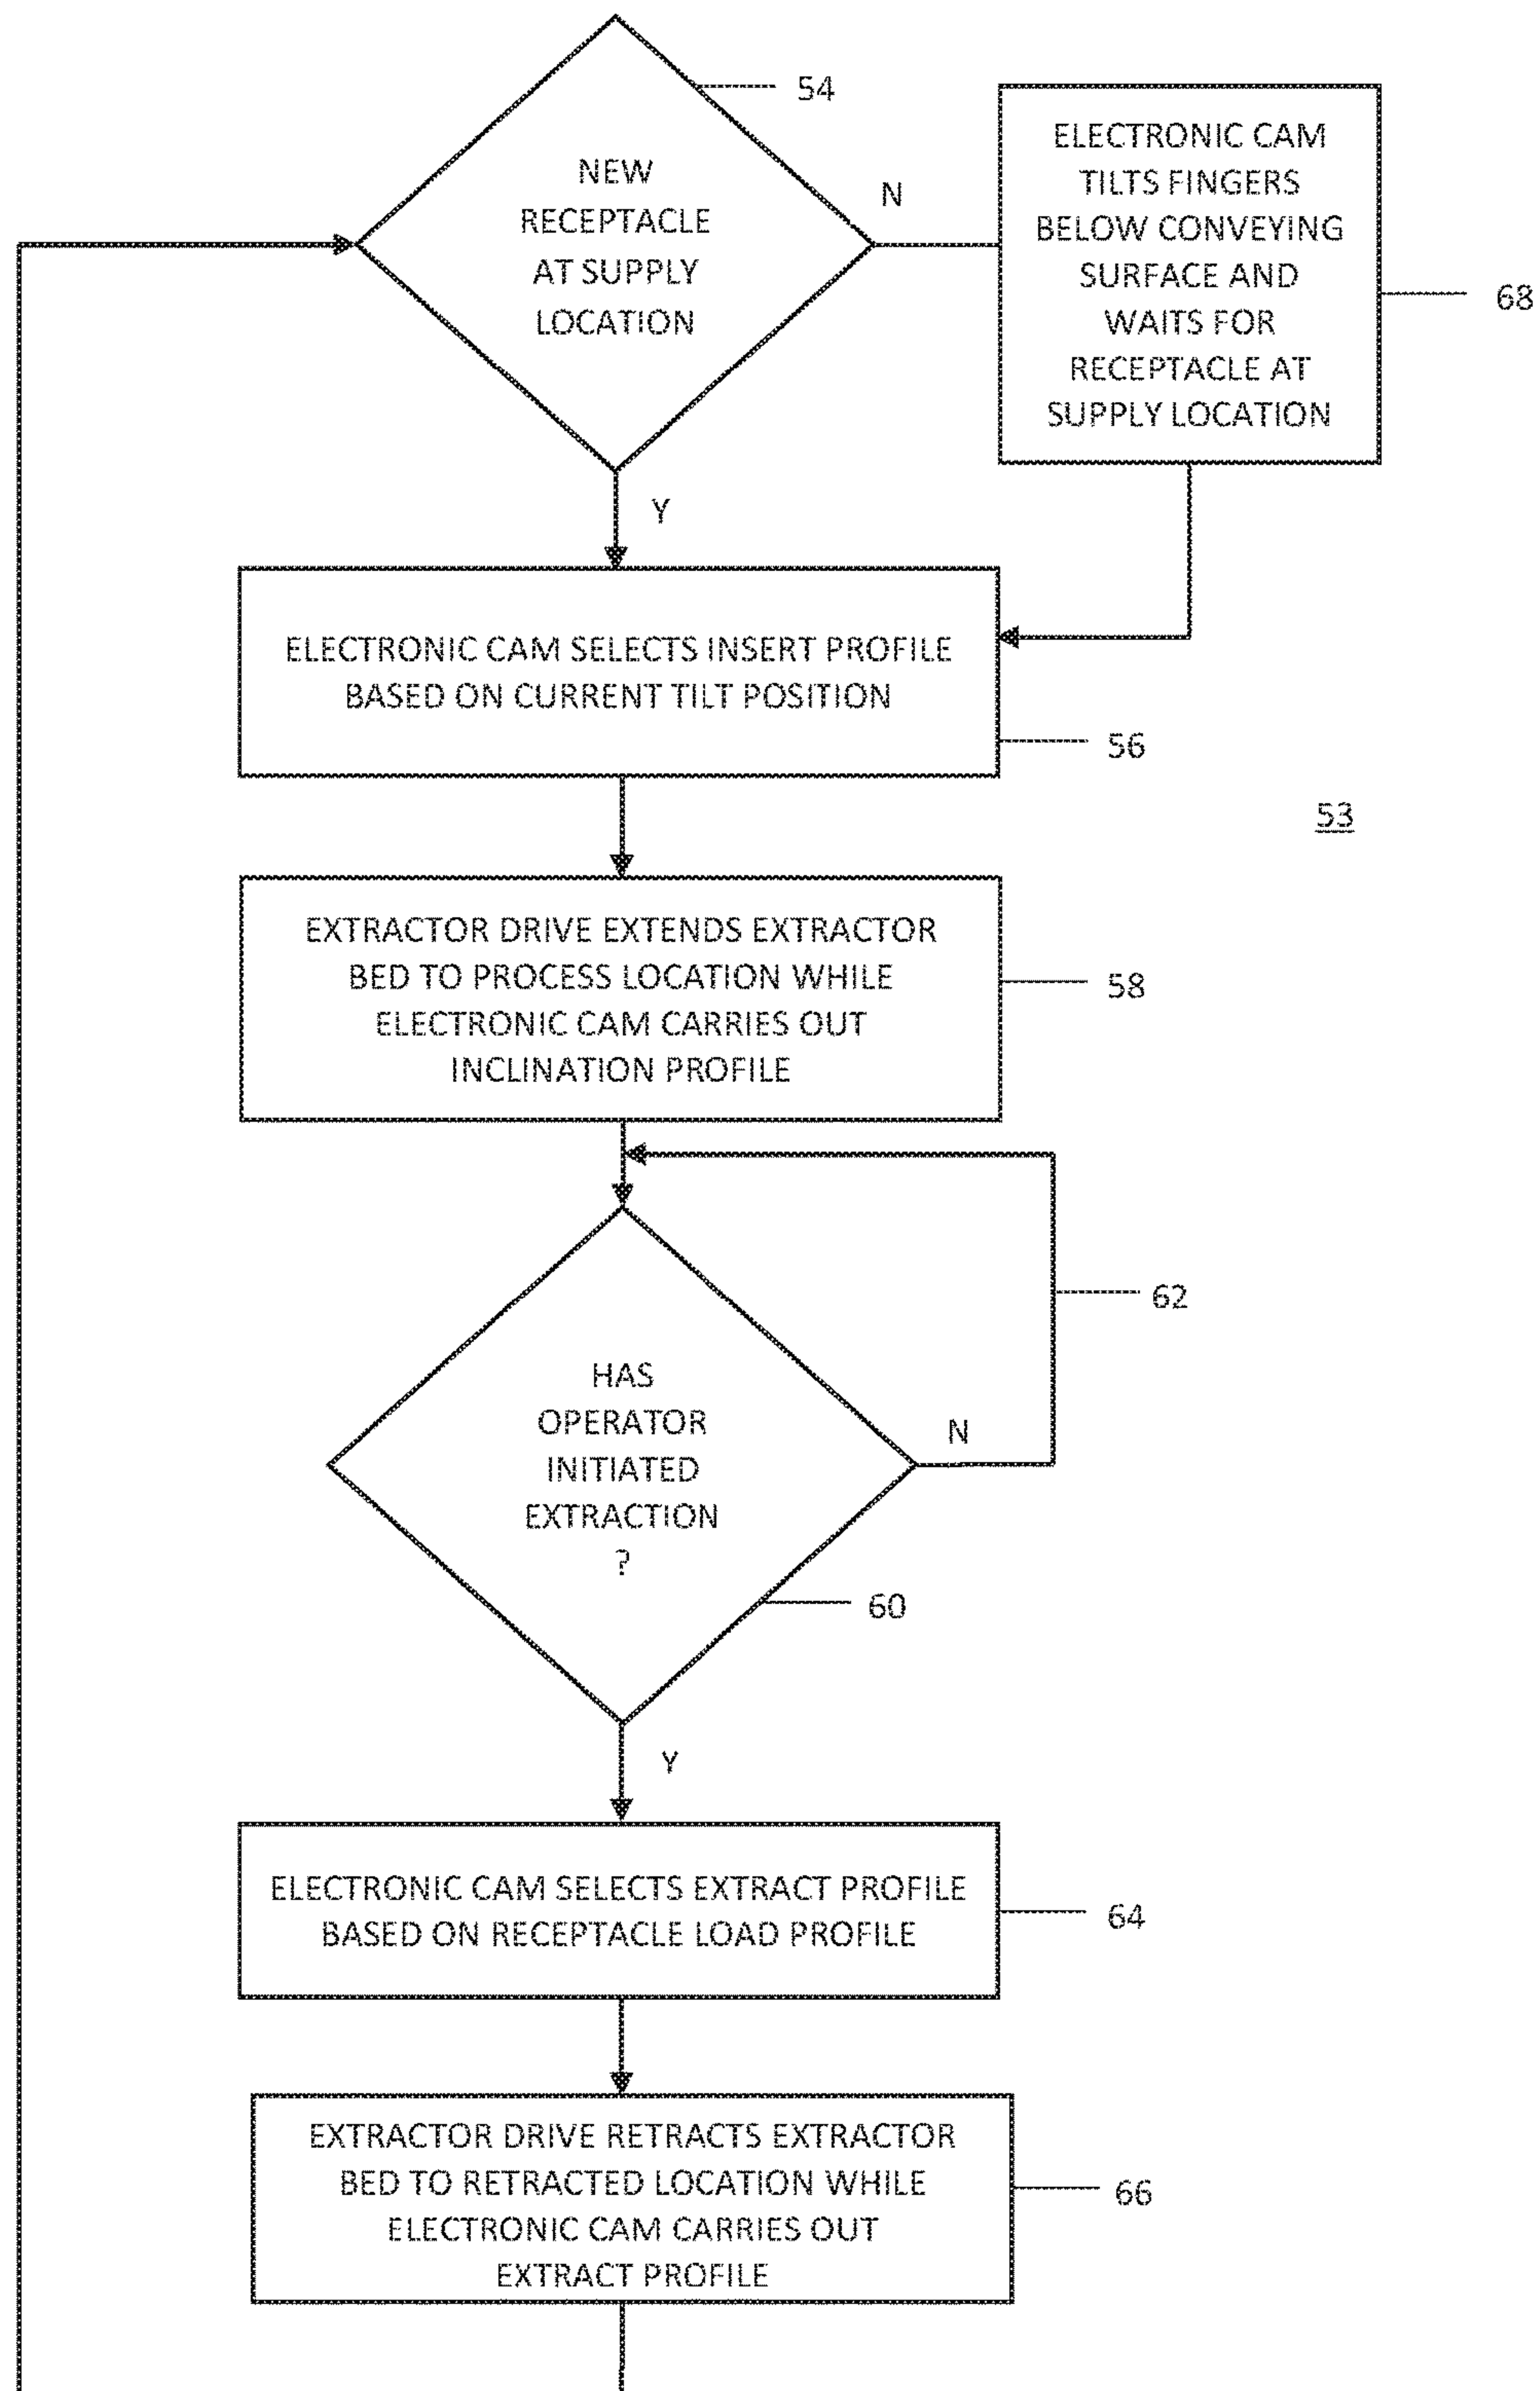 54
NEW
RECEPTACLE
AT SUPPLY
LOCATION
N
ELECTRONIC CAM
TILTS FINGERS
BELOW CONVEYING
SURFACE AND
WAITS FOR
RECEPTACLE AT
SUPPLY LOCATION
68
Y
ELECTRONIC CAM SELECTS INSERT PROFILE
BASED ON CURRENT TILT POSITION
56
53
EXTRACTOR DRIVE EXTENDS EXTRACTOR
BED TO PROCESS LOCATION WHILE
ELECTRONIC CAM CARRIES OUT
INCLINATION PROFILE
58
62
HAS
OPERATOR
INITIATED
EXTRACTION
?
N
60
Y
ELECTRONIC CAM SELECTS EXTRACT PROFILE
BASED ON RECEPTACLE LOAD PROFILE
64
EXTRACTOR DRIVE RETRACTS EXTRACTOR
BED TO RETRACTED LOCATION WHILE
ELECTRONIC CAM CARRIES OUT
EXTRACT PROFILE
66